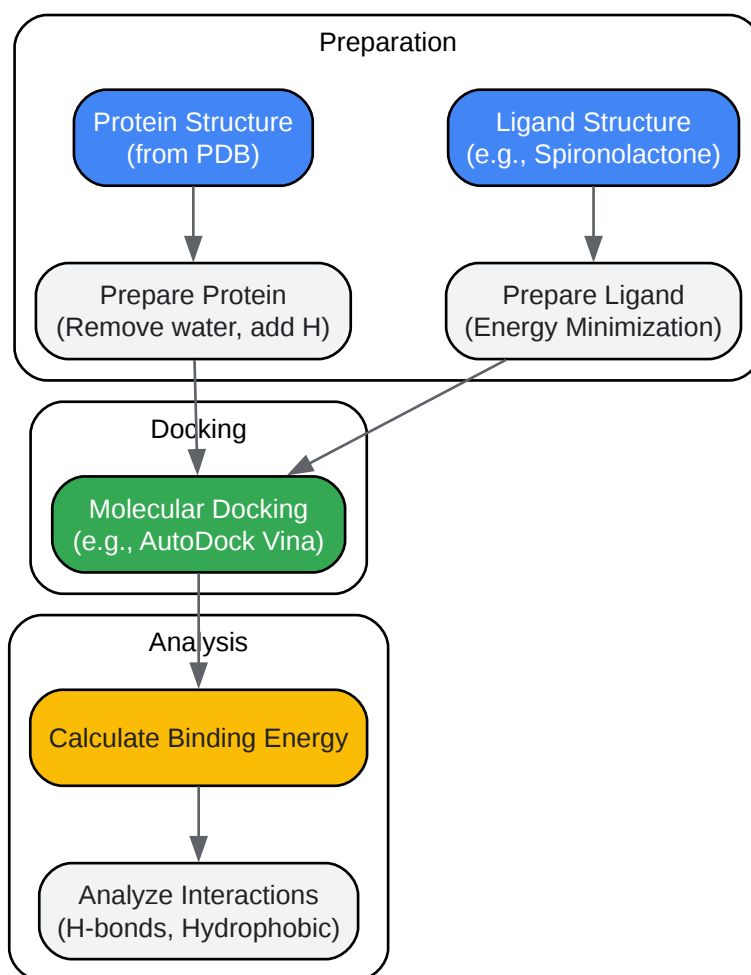 Preparation
Protein Structure
(from PDB)
Ligand Structure
(e.g., Spironolactone)
Prepare Protein
(Remove water, add H)
Prepare Ligand
(Energy Minimization)
Docking
Molecular Docking
(e.g., AutoDock Vina)
Analysis
Calculate Binding Energy
Analyze Interactions
(H-bonds, Hydrophobic)